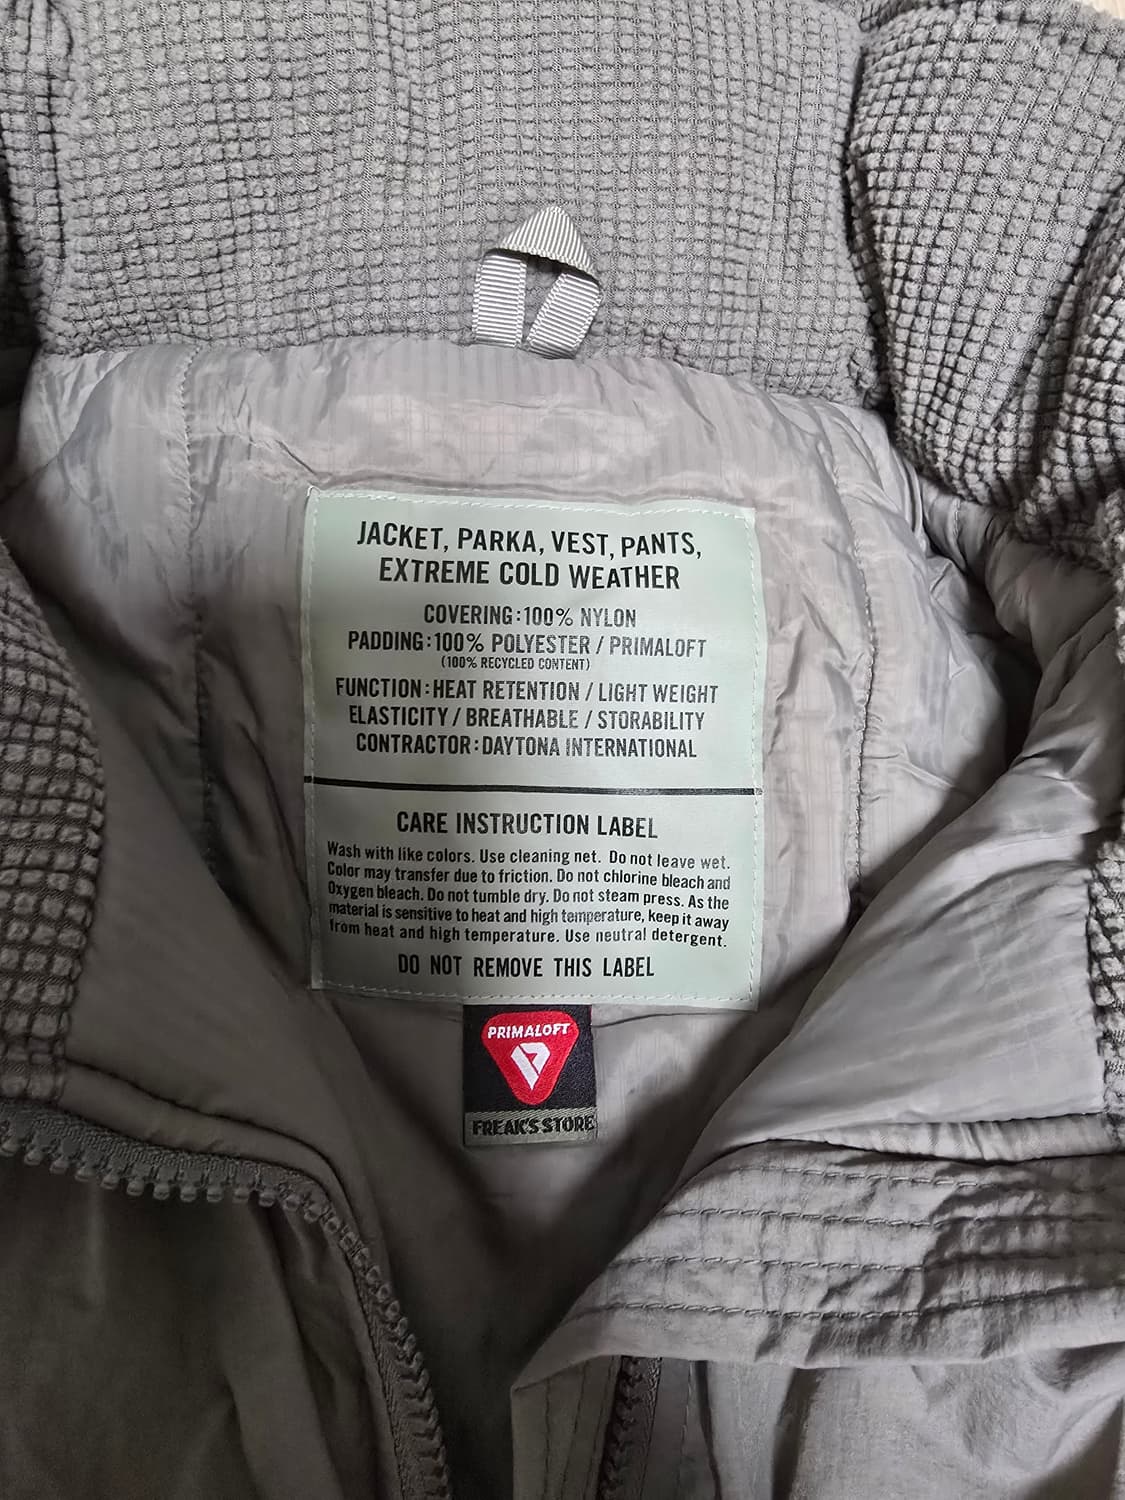 JACKET, PARKA, VEST, PANTS,
EXTREME COLD WEATHER
COVERING:100% NYLON
PADDING:100% POLYESTER / PRIMALOFT
(100% RECYCLED CONTENT)
FUNCTION:HEAT RETENTION / LIGHT WEIGHT
ELASTICITY / BREATHABLE / STORABILITY
CONTRACTOR:DAYTONA INTERNATIONAL
CARE INSTRUCTION LABEL
Wash with like colors. Use cleaning net. Do not leave wet.
Color may transfer due to friction. Do not chlorine bleach and
Oxygen bleach. Do not tumble dry. Do not steam press. As the
material is sensitive to heat and high temperature, keep it away
from heat and high temperature. Use neutral detergent.
DO NOT REMOVE THIS LABEL
PRIMALOFT
FREAK'S STORE